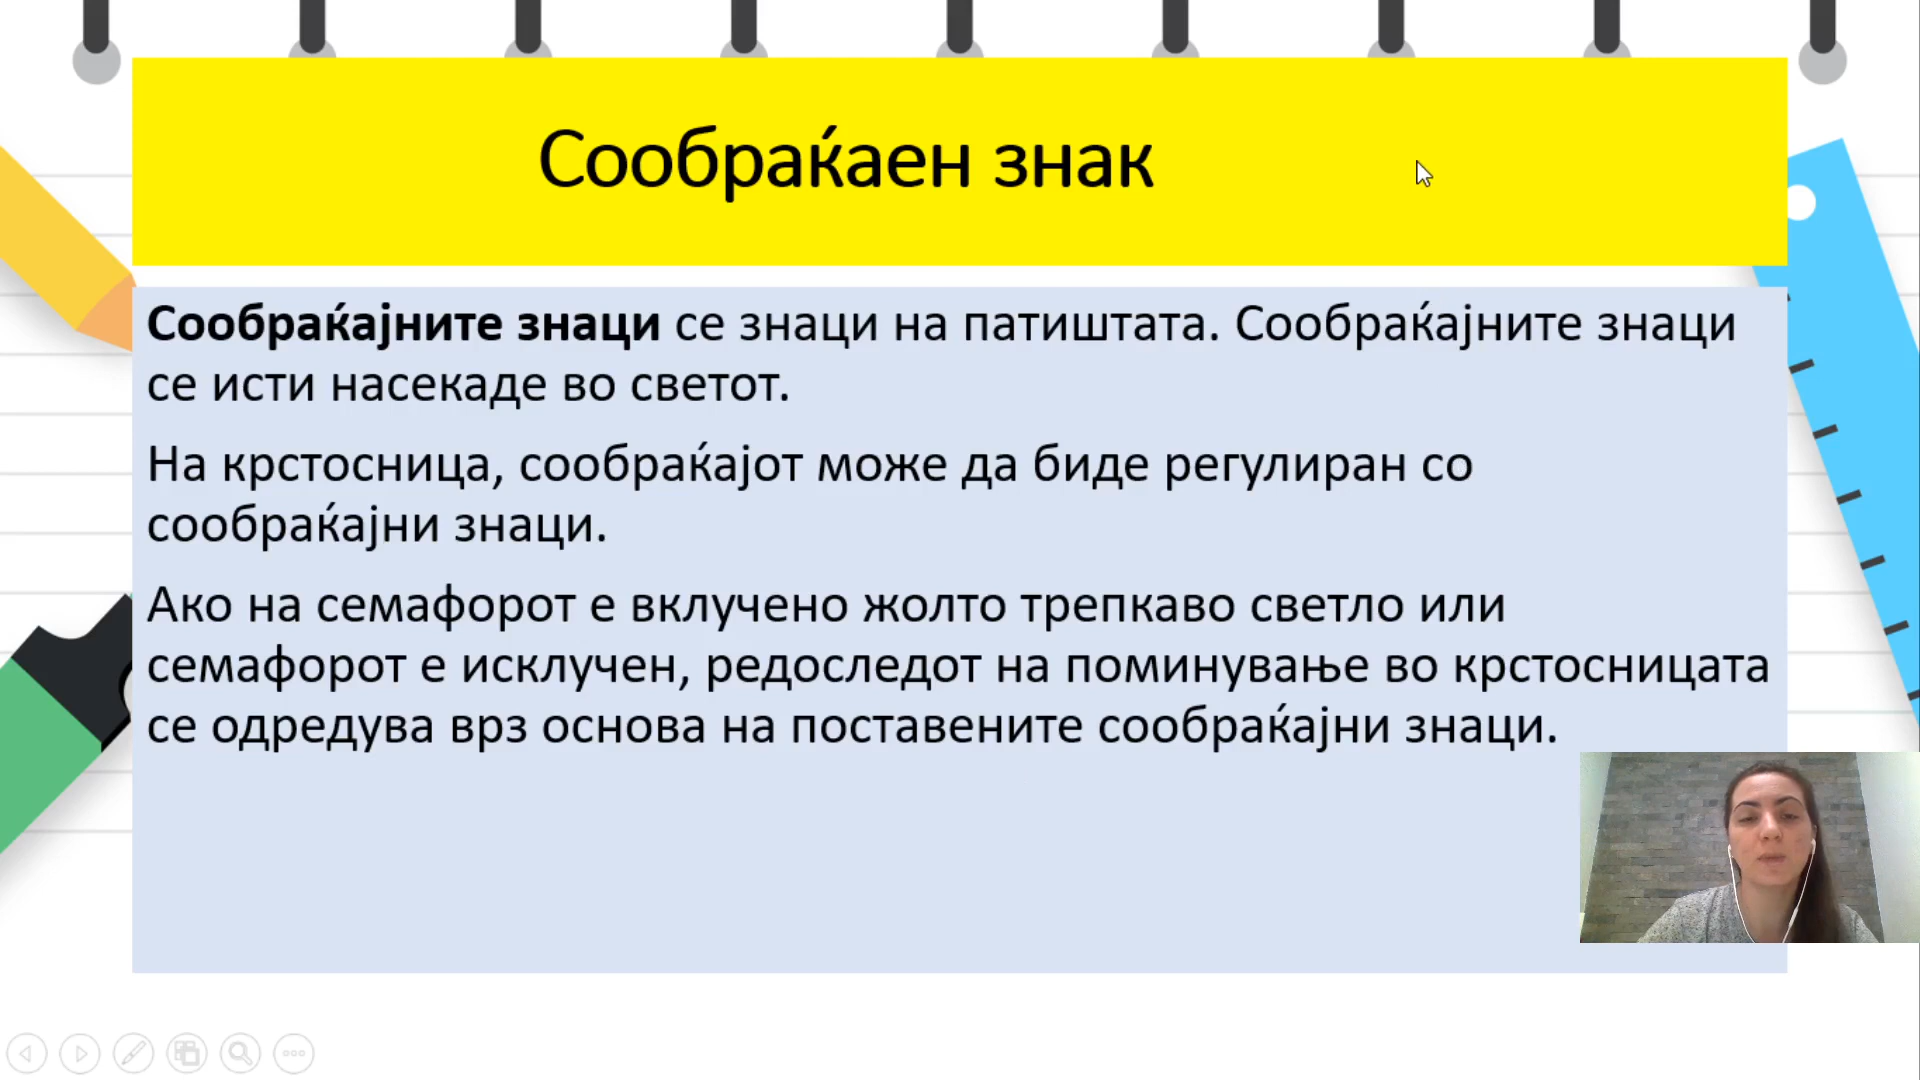 Сообраќаен знак
Сообраќајните знаци се знаци на патиштата. Сообраќајните знаци
се исти насекаде во светот.
На крстосница, сообраќајот може да биде регулиран со
сообраќајни знаци.
Ако на семафорот е вклучено жолто трепкаво светло или
семафорот е исклучен, редоследот на поминување во крстосницата
се одредува врз основа на поставените сообраќајни знаци.